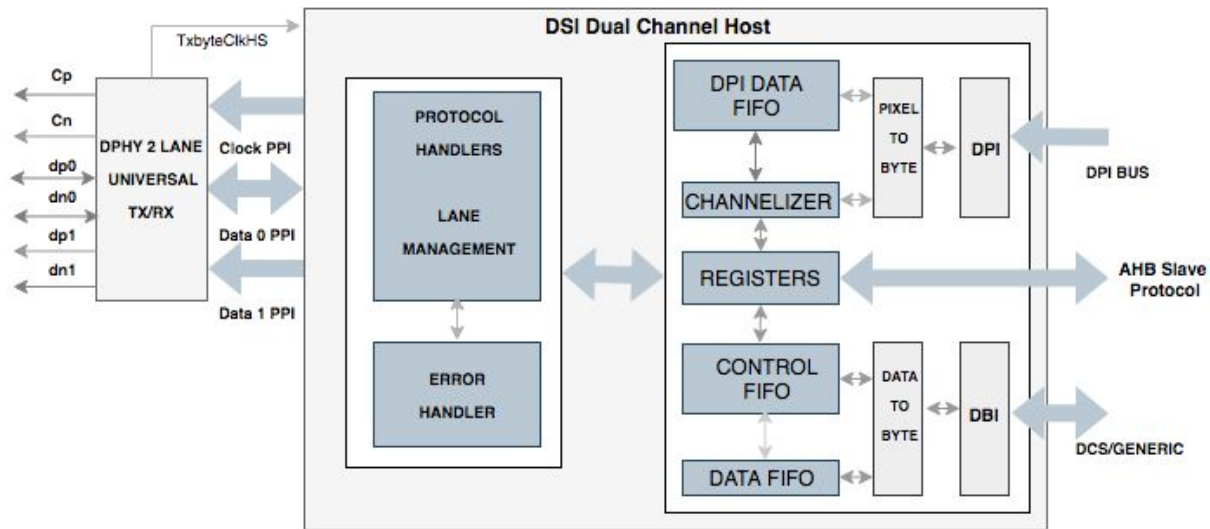 DSI Dual Channel Host
TxbyteClkHS
Cp
Cn
dp0
dn0
dp1
dn1
DPHY 2 LANE
UNIVERSAL
TX/RX
Clock PPI
Data 0 PPI
Data 1 PPI
PROTOCOL
HANDLERS
LANE
MANAGEMENT
ERROR
HANDLER
DPI DATA
FIFO
CHANNELIZER
REGISTERS
CONTROL
FIFO
DATA FIFO
PIXEL
TO
BYTE
DPI
DPI BUS
AHB Slave
Protocol
DATA
TO
BYTE
DBI
DCS/GENERIC